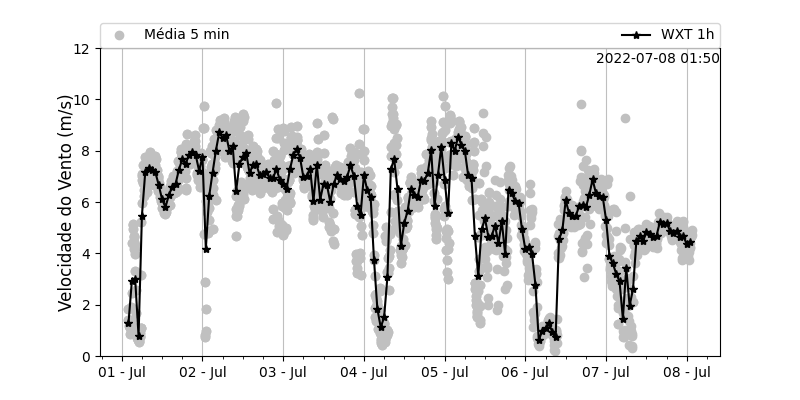 Média 5 min
WXT 1h
2022-07-08 01:50
Velocidade do Vento (m/s)
12
10
8
6
4
2
0
01 - Jul
02 - Jul
03 - Jul
04 - Jul
05 - Jul
06 - Jul
07 - Jul
08 - Jul